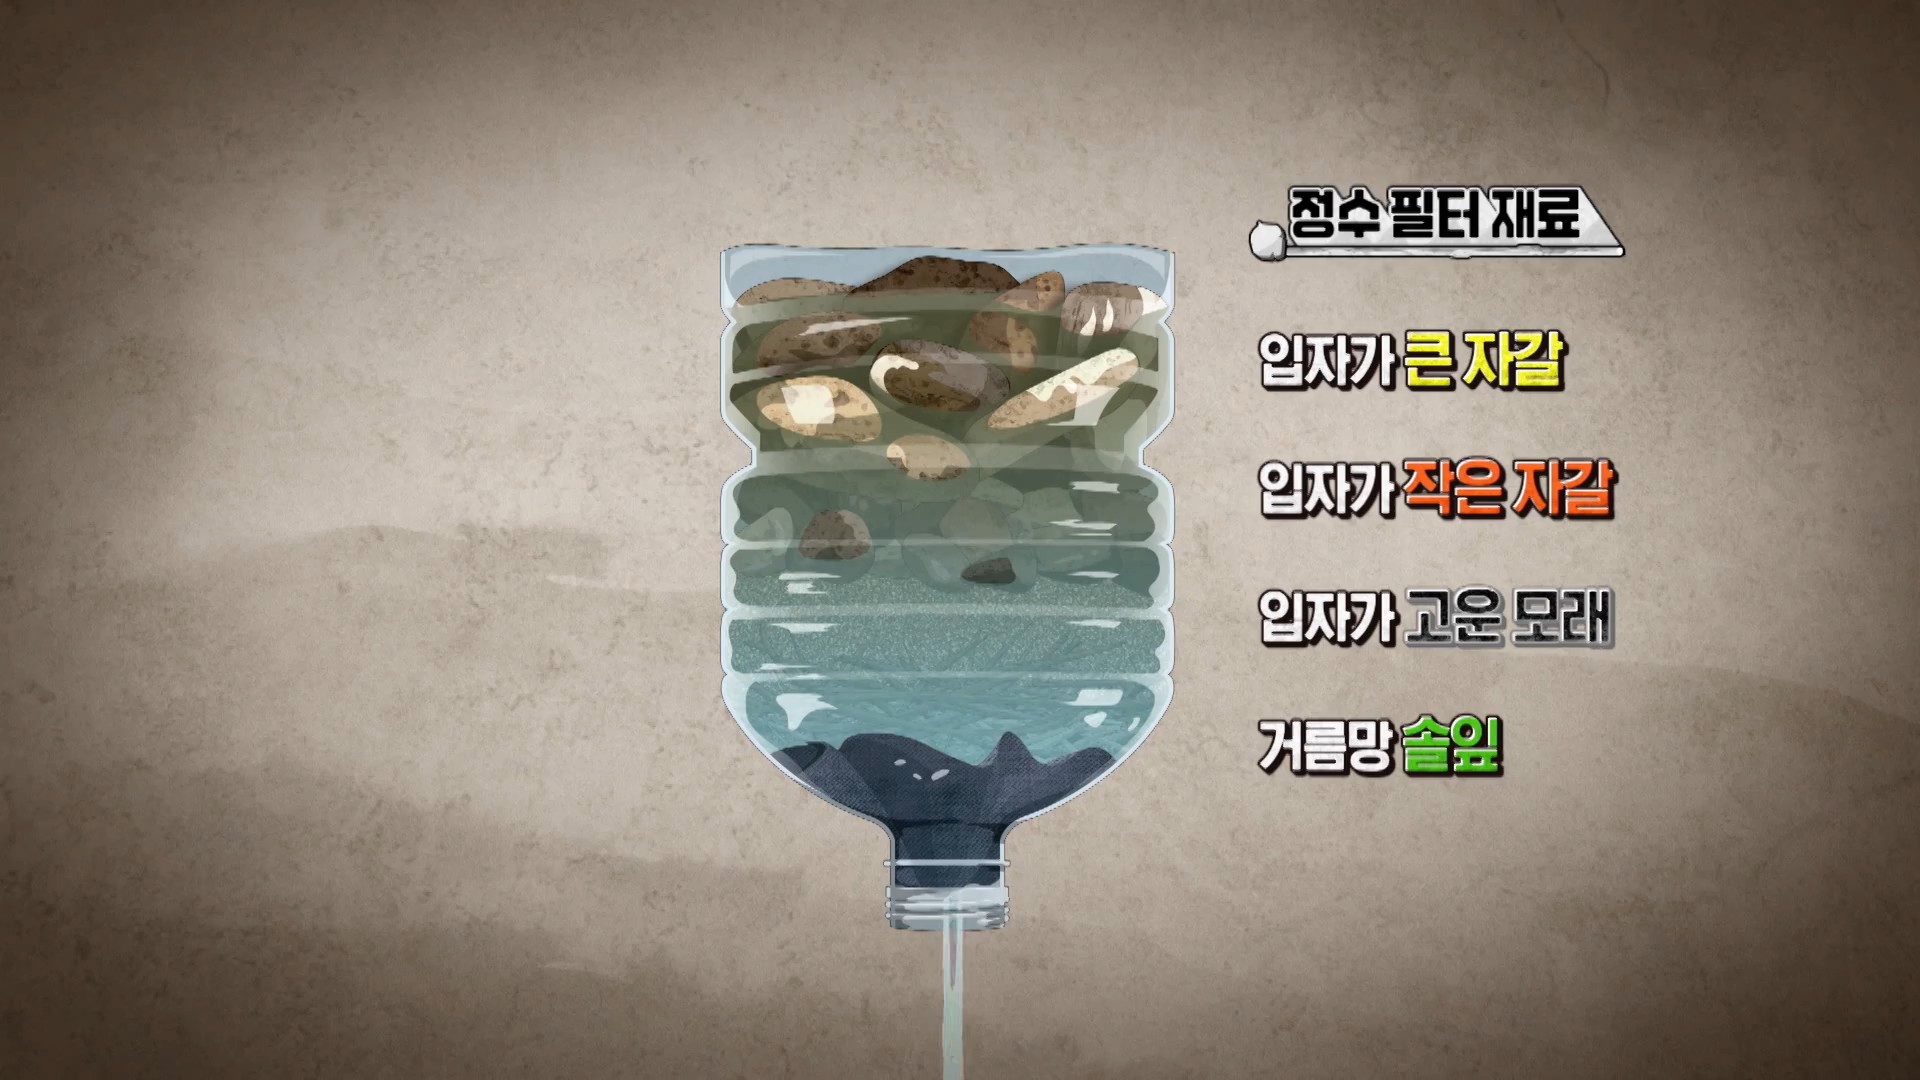 정수 필터 재료
입자가 큰 자갈
입자가 작은 자갈
입자가 고운 모래
거름망 솔잎